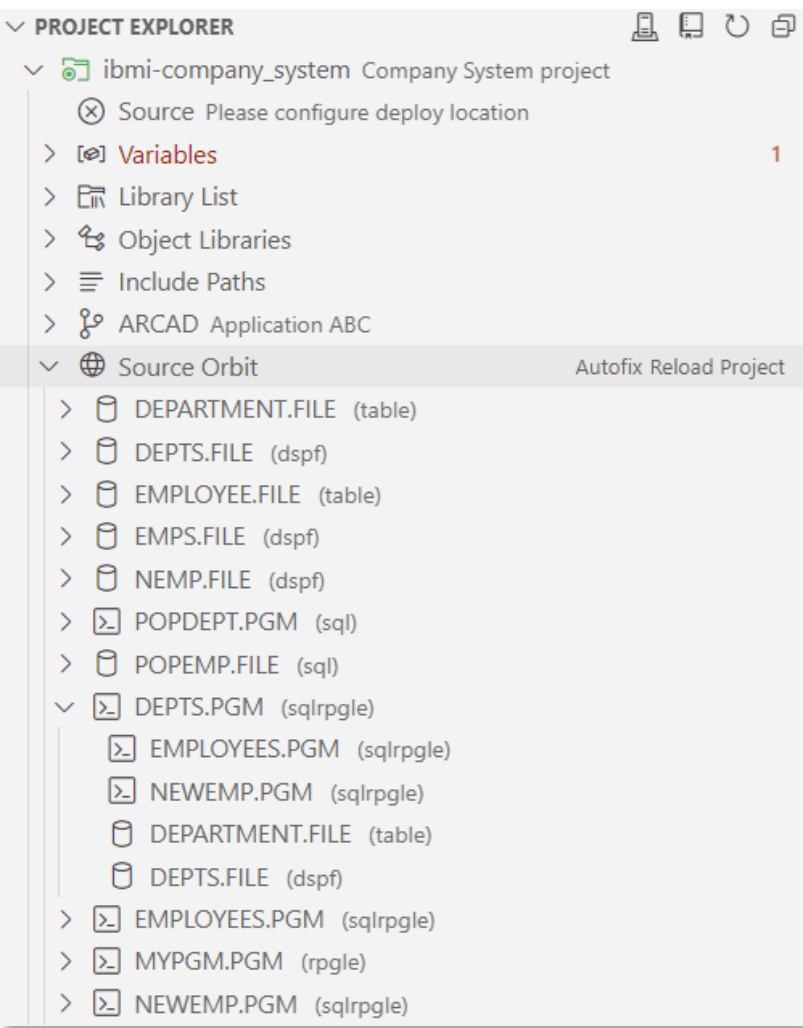 PROJECT EXPLORER
ibmi-company_system Company System project
Source Please configure deploy location
Variables 1
Library List
Object Libraries
Include Paths
ARCAD Application ABC
Source Orbit Autofix Reload Project
DEPARTMENT.FILE (table)
DEPTS.FILE (dspf)
EMPLOYEE.FILE (table)
EMPS.FILE (dspf)
NEMP.FILE (dspf)
POPDEPT.PGM (sql)
POPEMP.FILE (sql)
DEPTS.PGM (sqlrpgle)
EMPLOYEES.PGM (sqlrpgle)
NEWEMP.PGM (sqlrpgle)
DEPARTMENT.FILE (table)
DEPTS.FILE (dspf)
EMPLOYEES.PGM (sqlrpgle)
MYPGM.PGM (rpgle)
NEWEMP.PGM (sqlrpgle)